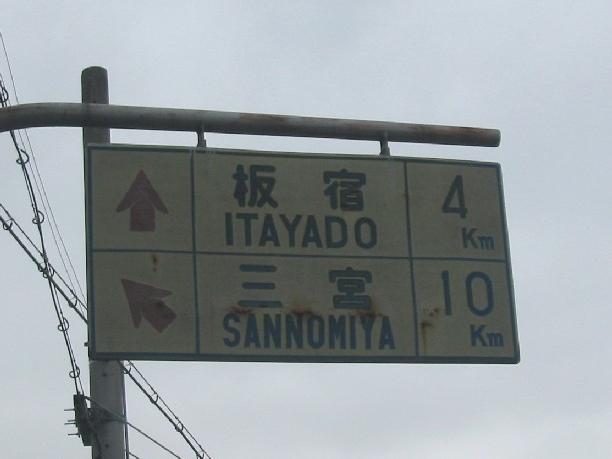 板宿 4
ITAYADO Km
三宮 10
SANNOMIYA Km